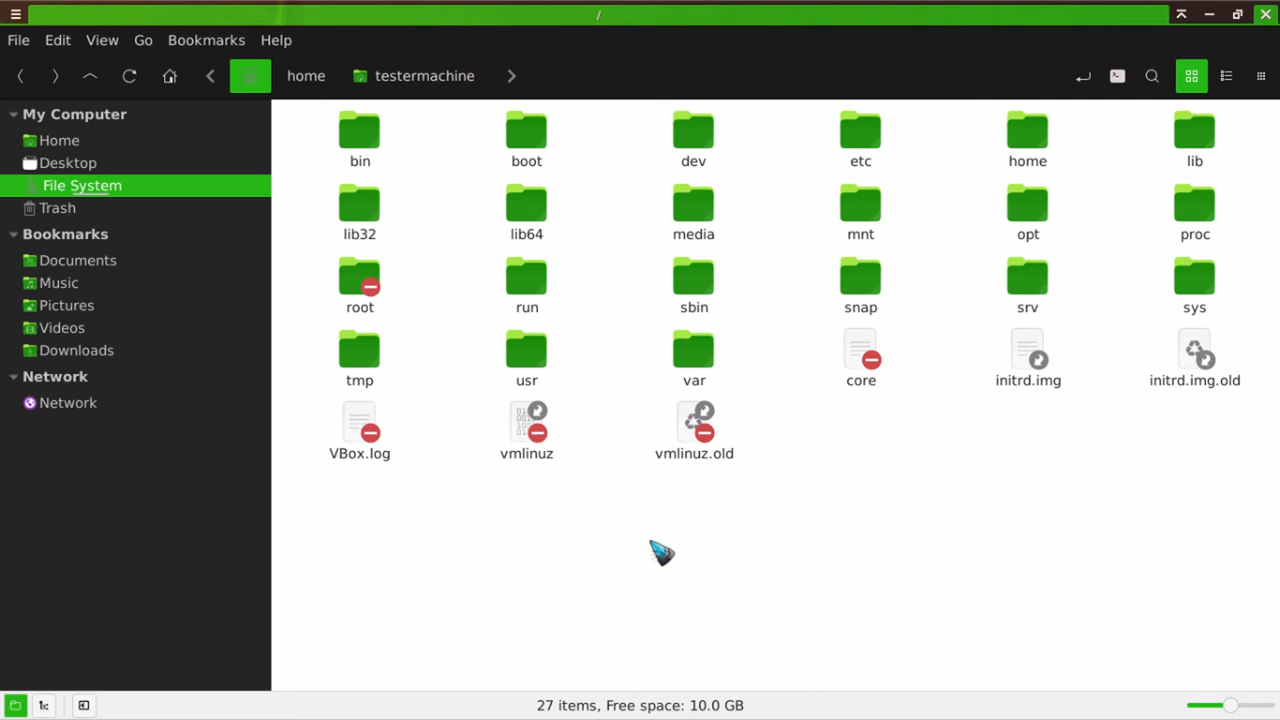 /
File Edit View Go Bookmarks Help
home testermachine
My Computer
Home
Desktop
File System
Trash
Bookmarks
Documents
Music
Pictures
Videos
Downloads
Network
Network
bin boot dev etc home lib
lib32 lib64 media mnt opt proc
root run sbin snap srv sys
tmp usr var core initrd.img initrd.img.old
VBox.log vmlinuz vmlinuz.old
27 items, Free space: 10.0 GB